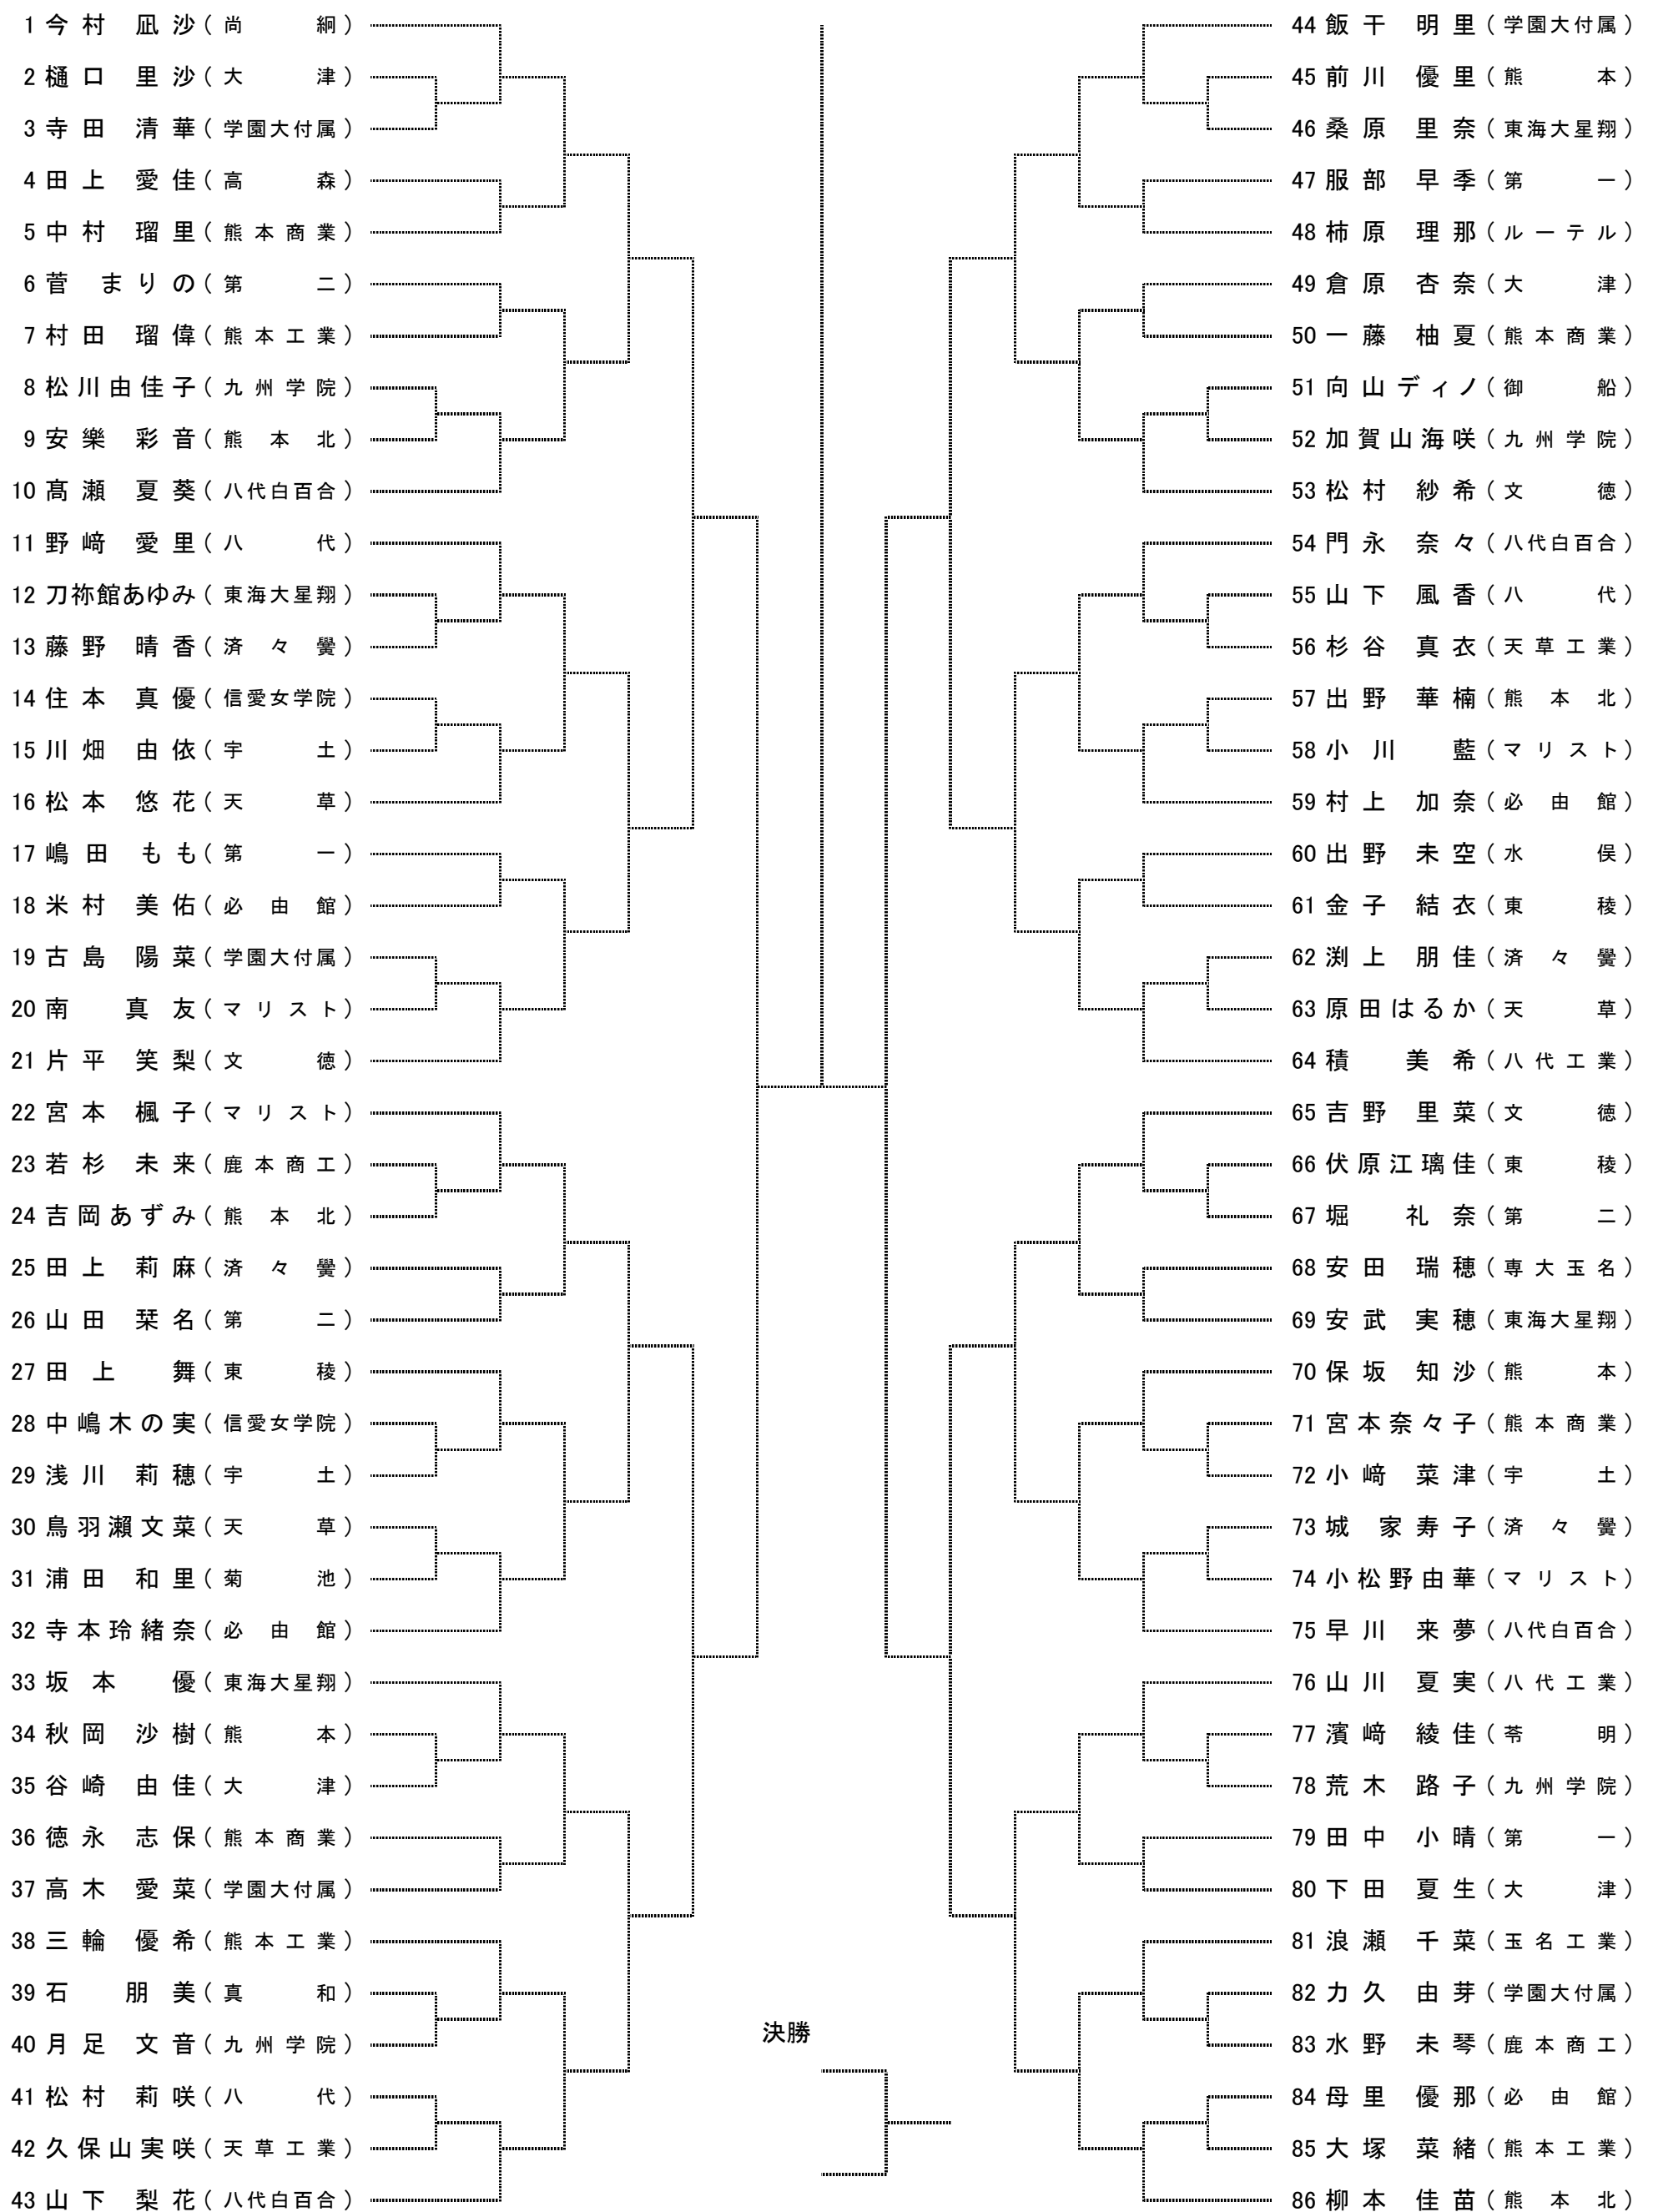 1 今村 凪沙（尚 絅）
2 樋口 里沙（大 津）
3 寺田 清華（学園大付属）
4 田上 愛佳（高 森）
5 中村 瑠里（熊本商業）
6 菅 まりの（第 二）
7 村田 瑠偉（熊本工業）
8 松川由佳子（九州学院）
9 安樂 彩音（熊本北）
10 髙瀬 夏葵（八代白百合）
11 野﨑 愛里（八 代）
12 刀祢館あゆみ（東海大星翔）
13 藤野 晴香（済々黌）
14 住本 真優（信愛女学院）
15 川畑 由依（宇 土）
16 松本 悠花（天 草）
17 嶋田 もも（第 一）
18 米村 美佑（必由館）
19 古島 陽菜（学園大付属）
20 南 真友（マリスト）
21 片平 笑梨（文 徳）
22 宮本 楓子（マリスト）
23 若杉 未来（鹿本商工）
24 吉岡あずみ（熊本北）
25 田上 莉麻（済々黌）
26 山田 栞名（第 二）
27 田上 舞（東 稜）
28 中嶋木の実（信愛女学院）
29 浅川 莉穂（宇 土）
30 鳥羽瀬文菜（天 草）
31 浦田 和里（菊 池）
32 寺本玲緒奈（必由館）
33 坂本 優（東海大星翔）
34 秋岡 沙樹（熊 本）
35 谷崎 由佳（大 津）
36 徳永 志保（熊本商業）
37 高木 愛菜（学園大付属）
38 三輪 優希（熊本工業）
39 石 朋美（真 和）
40 月足 文音（九州学院）
41 松村 莉咲（八 代）
42 久保山実咲（天草工業）
43 山下 梨花（八代白百合）
決勝
44 飯干 明里（学園大付属）
45 前川 優里（熊 本）
46 桑原 里奈（東海大星翔）
47 服部 早季（第 一）
48 柿原 理那（ルーテル）
49 倉原 杏奈（大 津）
50 一藤 柚夏（熊本商業）
51 向山ディノ（御 船）
52 加賀山海咲（九州学院）
53 松村 紗希（文 徳）
54 門永 奈々（八代白百合）
55 山下 風香（八 代）
56 杉谷 真衣（天草工業）
57 出野 華楠（熊本北）
58 小川 藍（マリスト）
59 村上 加奈（必由館）
60 出野 未空（水 俣）
61 金子 結衣（東 稜）
62 渕上 朋佳（済々黌）
63 原田はるか（天 草）
64 積 美希（八代工業）
65 吉野 里菜（文 徳）
66 伏原江璃佳（東 稜）
67 堀 礼奈（第 二）
68 安田 瑞穂（専大玉名）
69 安武 実穂（東海大星翔）
70 保坂 知沙（熊 本）
71 宮本奈々子（熊本商業）
72 小﨑 菜津（宇 土）
73 城 家寿子（済々黌）
74 小松野由華（マリスト）
75 早川 来夢（八代白百合）
76 山川 夏実（八代工業）
77 濱﨑 綾佳（苓 明）
78 荒木 路子（九州学院）
79 田中 小晴（第 一）
80 下田 夏生（大 津）
81 浪瀬 千菜（玉名工業）
82 力久 由芽（学園大付属）
83 水野 未琴（鹿本商工）
84 母里 優那（必由館）
85 大塚 菜緒（熊本工業）
86 柳本 佳苗（熊本北）